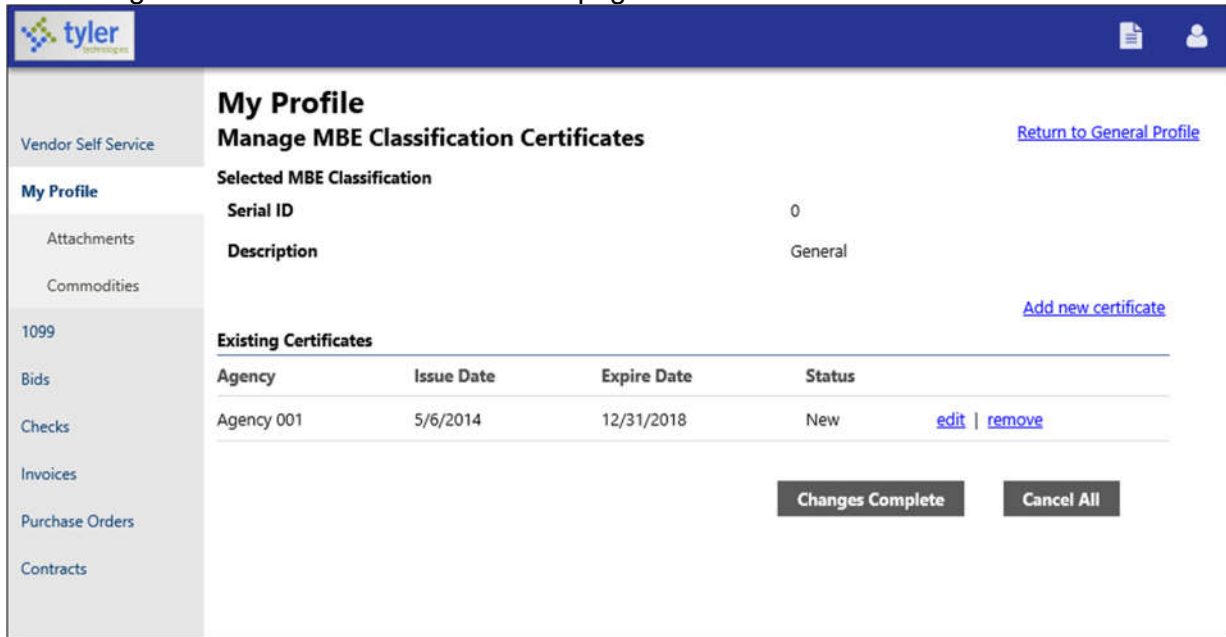 tyler
technologies
Vendor Self Service
My Profile
Attachments
Commodities
1099
Bids
Checks
Invoices
Purchase Orders
Contracts
My Profile
Manage MBE Classification Certificates
Return to General Profile
Selected MBE Classification
Serial ID 0
Description General
Add new certificate
Existing Certificates
Agency Issue Date Expire Date Status
Agency 001 5/6/2014 12/31/2018 New edit | remove
Changes Complete Cancel All